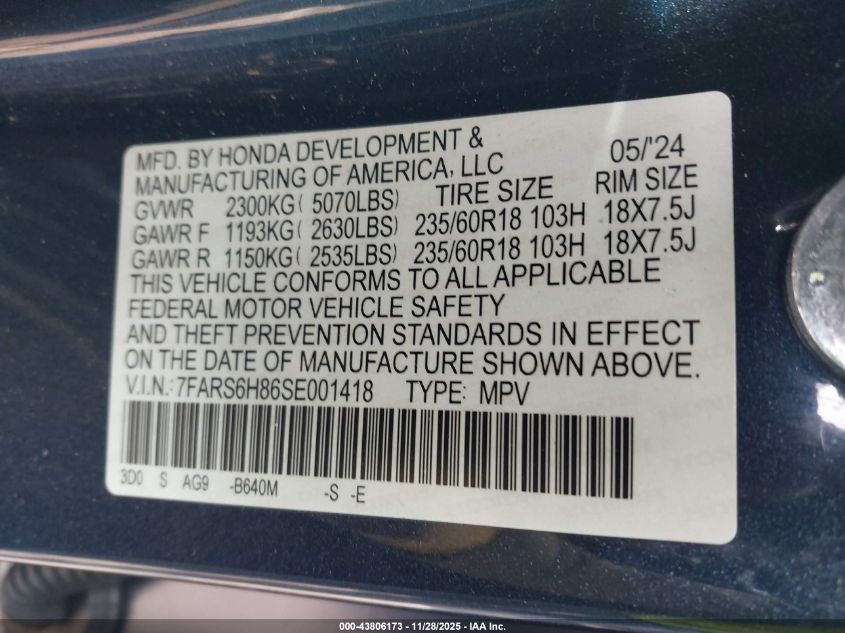 MFD. BY HONDA DEVELOPMENT & 05/'24
MANUFACTURING OF AMERICA, LLC
GVWR 2300KG( 5070LBS) TIRE SIZE RIM SIZE
GAWR F 1193KG( 2630LBS) 235/60R18 103H 18X7.5J
GAWR R 1150KG( 2535LBS) 235/60R18 103H 18X7.5J
THIS VEHICLE CONFORMS TO ALL APPLICABLE
FEDERAL MOTOR VEHICLE SAFETY
AND THEFT PREVENTION STANDARDS IN EFFECT
ON THE DATE OF MANUFACTURE SHOWN ABOVE.
V.I.N.: 7FARS6H86SE001418 TYPE: MPV
3D0 S AG9 -B640M -S -E
000-43806173 - 11/28/2025 - IAA Inc.